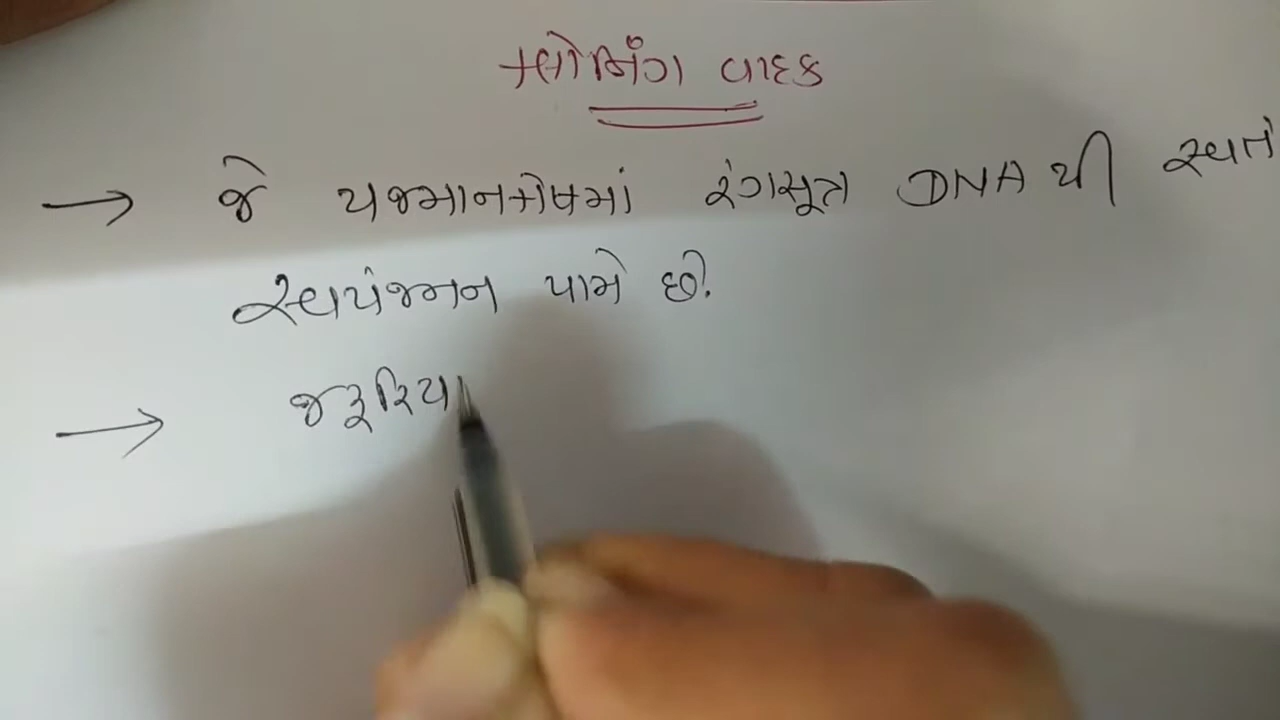 ક્લોનિંગ વાહક
→ જે યજમાનકોષમાં રંગસૂત્ર DNA થી સ્વતં
સ્વયંજનન પામે છે.
→ જરૂરિયા